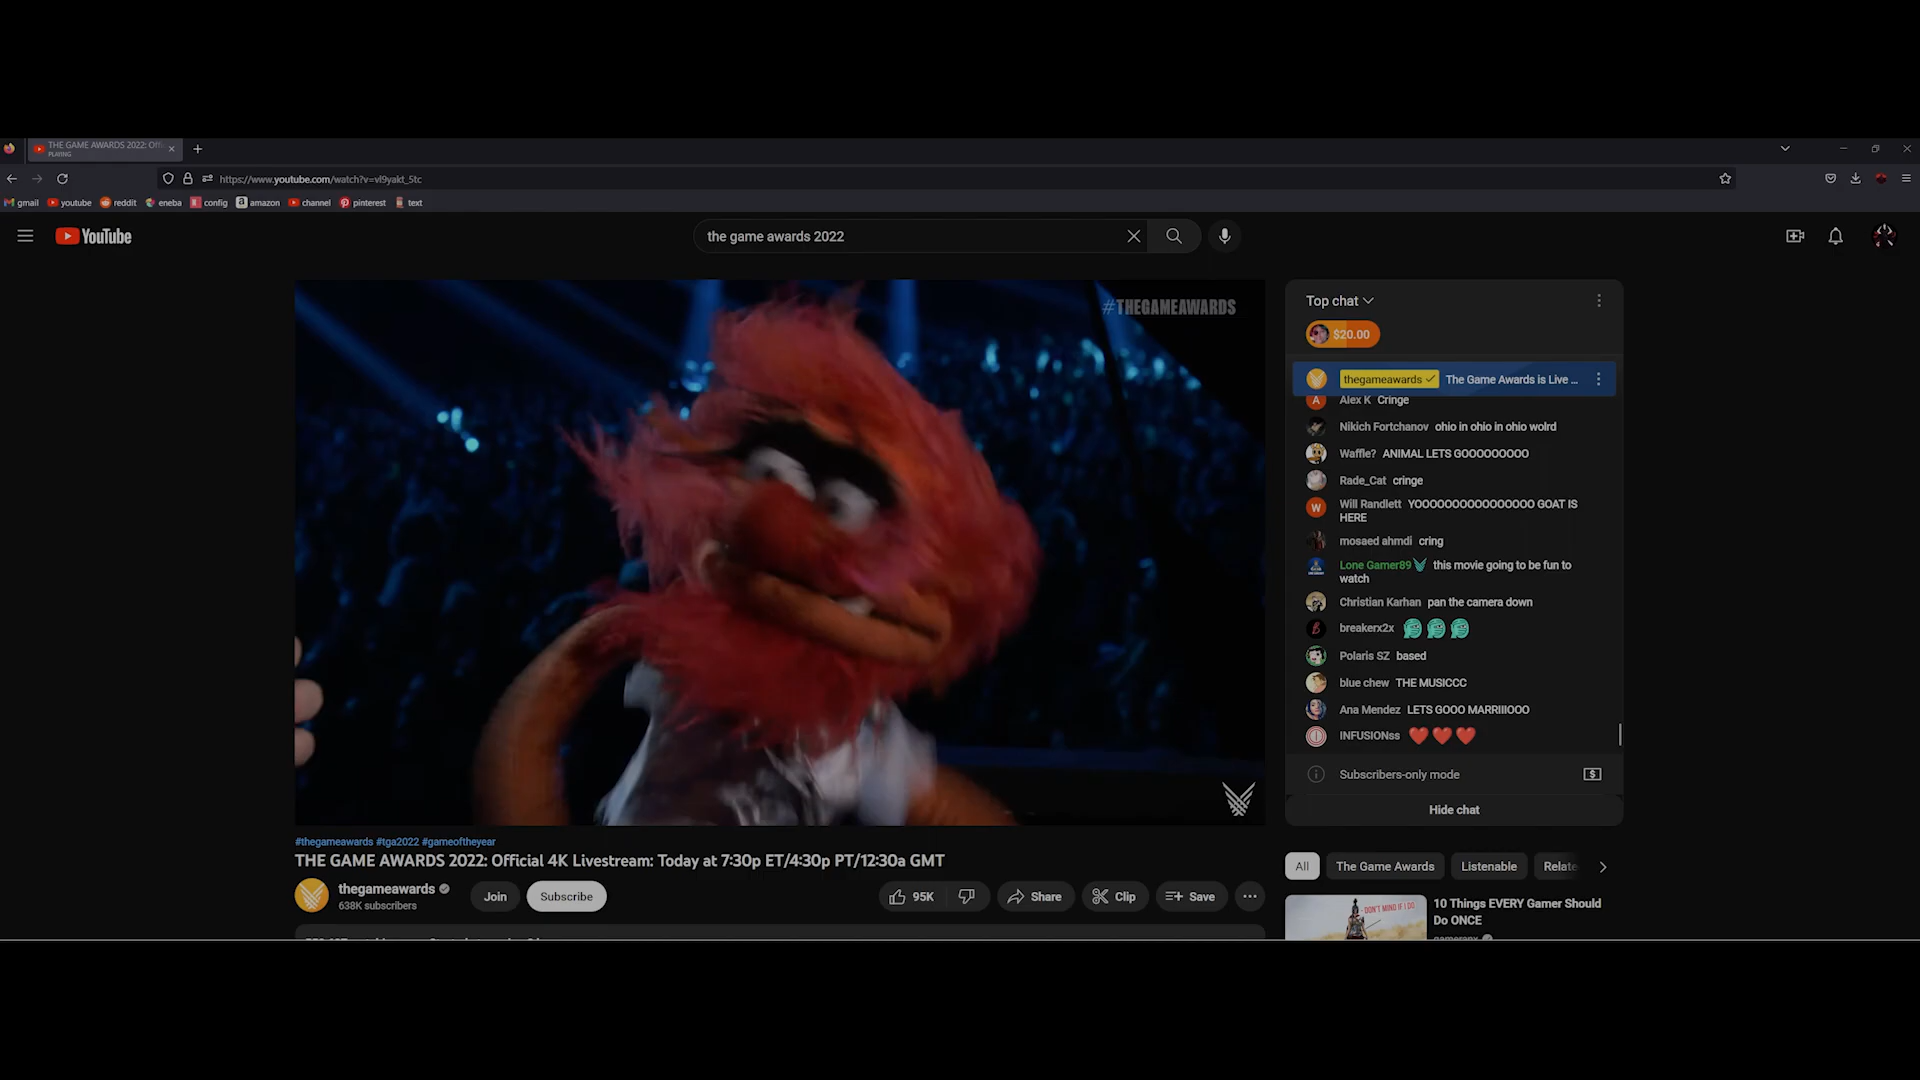 THE GAME AWARDS 2022: Offi
PLAYING
https://www.youtube.com/watch?v=vl9yakt_5tc
gmail youtube reddit eneba config amazon channel pinterest text
YouTube
the game awards 2022
#THEGAMEAWARDS
Top chat
$20.00
thegameawards The Game Awards is Live ...
Alex K Cringe
Nikich Fortchanov ohio in ohio in ohio wolrd
Waffle? ANIMAL LETS GOOOOOOOOO
Rade_Cat cringe
Will Randlett YOOOOOOOOOOOOOOO GOAT IS
HERE
mosaed ahmdi cring
Lone Gamer89 this movie going to be fun to
watch
Christian Karhan pan the camera down
breakerx2x
Polaris SZ based
blue chew THE MUSICCC
Ana Mendez LETS GOOO MARRIIIOOO
INFUSIONss
Subscribers-only mode
Hide chat
#thegameawards #tga2022 #gameoftheyear
THE GAME AWARDS 2022: Official 4K Livestream: Today at 7:30p ET/4:30p PT/12:30a GMT
thegameawards
638K subscribers
Join
Subscribe
95K
Share
Clip
Save
All
The Game Awards
Listenable
Relate
DON'T MIND IF I DO
10 Things EVERY Gamer Should
Do ONCE
gameranx